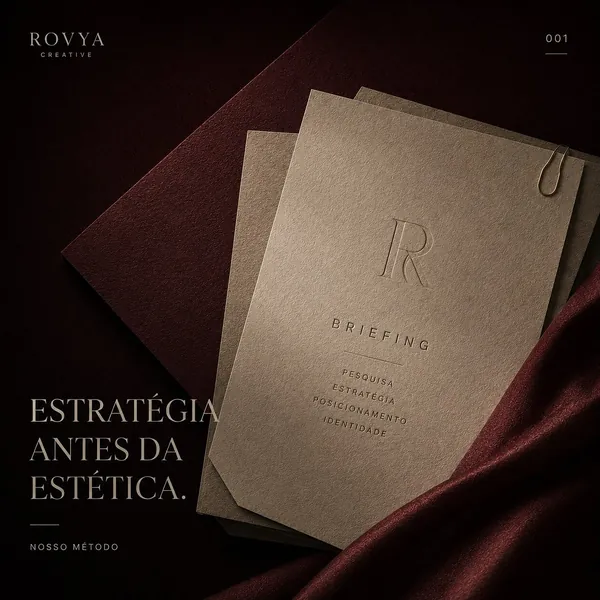 ROVYA
CREATIVE
001
R
BRIEFING
PESQUISA
ESTRATÉGIA
POSICIONAMENTO
IDENTIDADE
ESTRATÉGIA
ANTES DA
ESTÉTICA.
NOSSO MÉTODO